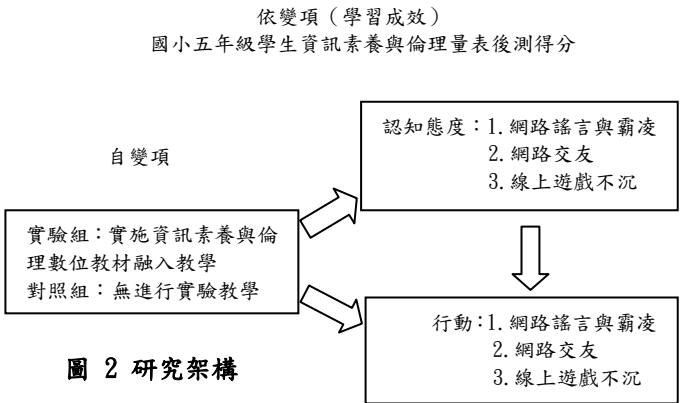 依變項（學習成效）
國小五年級學生資訊素養與倫理量表後測得分
認知態度：1.網路謠言與霸凌
2.網路交友
3.線上遊戲不沉
自變項
實驗組：實施資訊素養與倫
理數位教材融入教學
對照組：無進行實驗教學
行動：1.網路謠言與霸凌
2.網路交友
3.線上遊戲不沉
圖 2 研究架構